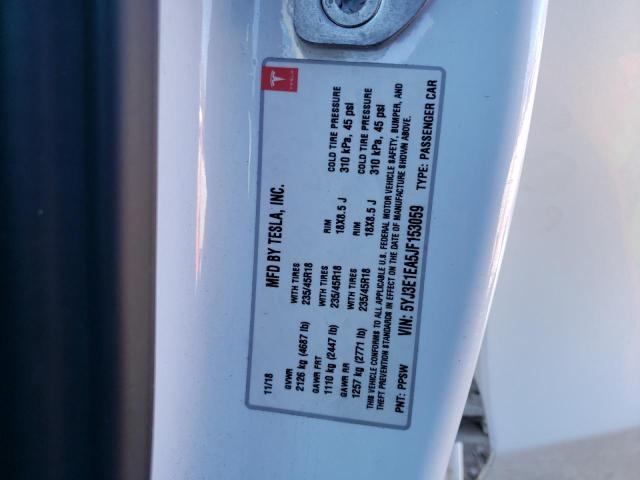 TESLA
MFD BY TESLA, INC.
11/18
GVWR WITH TIRES RIM COLD TIRE PRESSURE
2126 kg (4687 lb) 235/45R18 18X8.5 J 310 kPa, 45 psi
GAWR FRT WITH TIRES RIM COLD TIRE PRESSURE
1110 kg (2447 lb) 235/45R18 18X8.5 J 310 kPa, 45 psi
GAWR RR
1257 kg (2771 lb) 235/45R18
THIS VEHICLE CONFORMS TO ALL APPLICABLE U.S. FEDERAL MOTOR VEHICLE SAFETY, BUMPER, AND
THEFT PREVENTION STANDARDS IN EFFECT ON THE DATE OF MANUFACTURE SHOWN ABOVE.
VIN: 5YJ3E1EA5JF153059
PNT: PPSW TYPE: PASSENGER CAR